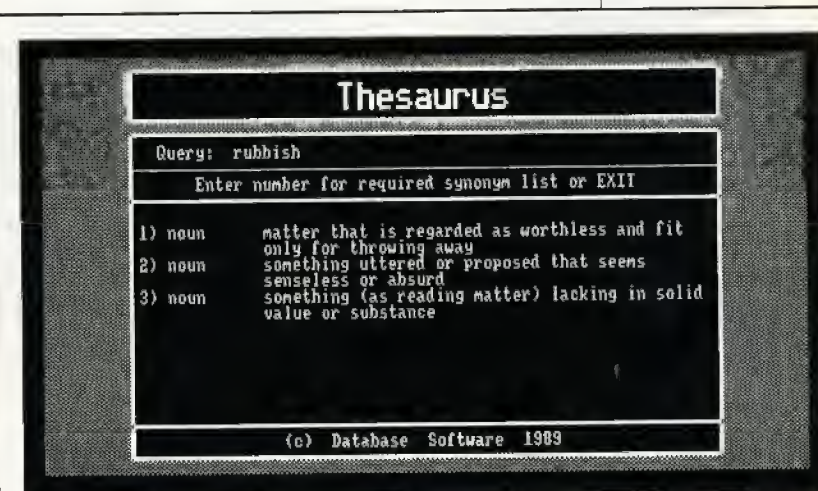 Thesaurus
Query: rubbish
Enter number for required synonym list or EXIT
1) noun matter that is regarded as worthless and fit
only for throwing away
2) noun something uttered or proposed that seems
senseless or absurd
3) noun something (as reading matter) lacking in solid
value or substance
(c) Database Software 1989